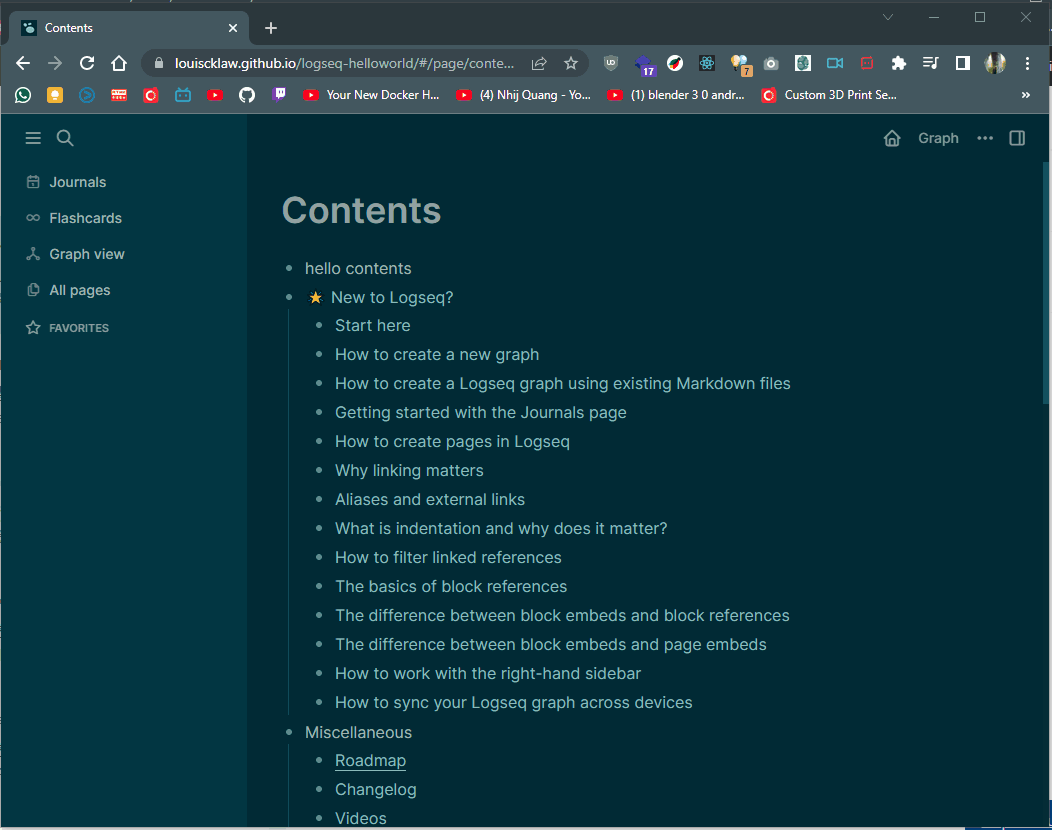 Contents
louiscklaw.github.io/logseq-helloworld/#/page/conte...
17
7
Your New Docker H...
(4) Nhij Quang - Yo...
(1) blender 3 0 andr...
Custom 3D Print Se...
Graph
Journals
Flashcards
Graph view
All pages
FAVORITES
Contents
hello contents
New to Logseq?
Start here
How to create a new graph
How to create a Logseq graph using existing Markdown files
Getting started with the Journals page
How to create pages in Logseq
Why linking matters
Aliases and external links
What is indentation and why does it matter?
How to filter linked references
The basics of block references
The difference between block embeds and block references
The difference between block embeds and page embeds
How to work with the right-hand sidebar
How to sync your Logseq graph across devices
Miscellaneous
Roadmap
Changelog
Videos